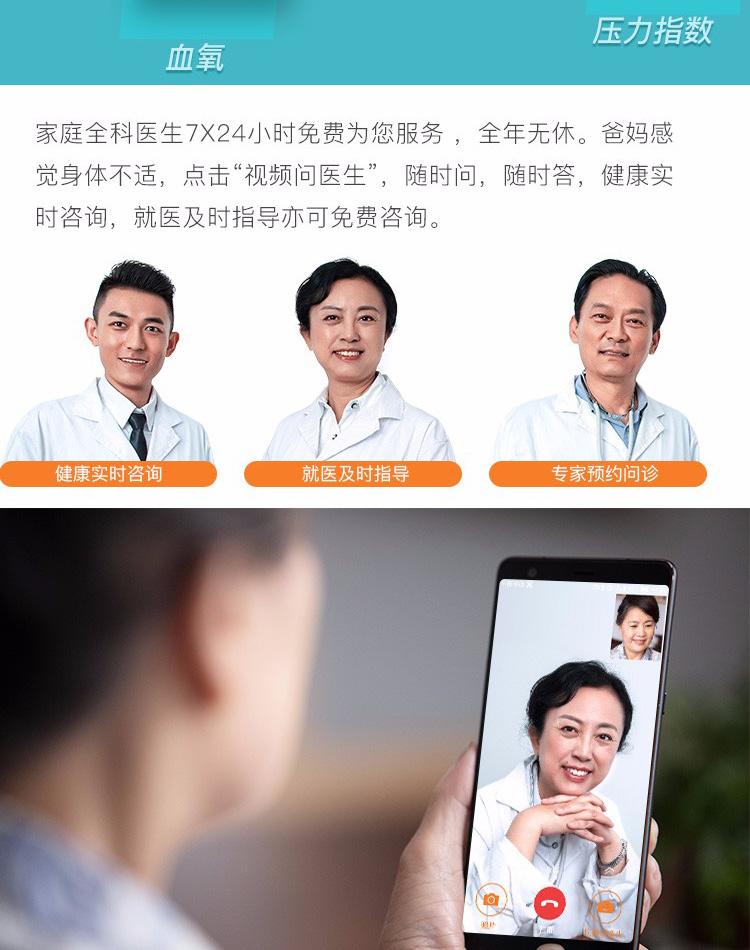 血氧
压力指数
家庭全科医生7X24小时免费为您服务 ，全年无休。爸妈感
觉身体不适，点击“视频问医生”，随时问，随时答，健康实
时咨询，就医及时指导亦可免费咨询。
健康实时咨询
就医及时指导
专家预约问诊